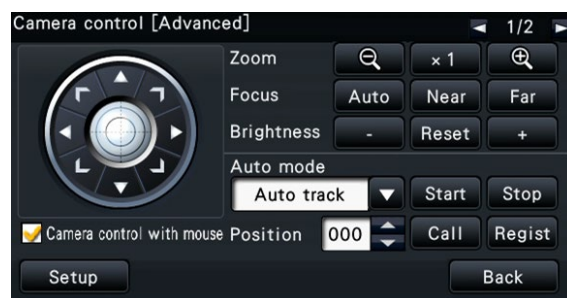 Camera control [Advanced] 1/2
Zoom ×1
Focus Auto Near Far
Brightness - Reset +
Auto mode
Auto track Start Stop
Camera control with mouse Position 000 Call Regist
Setup Back